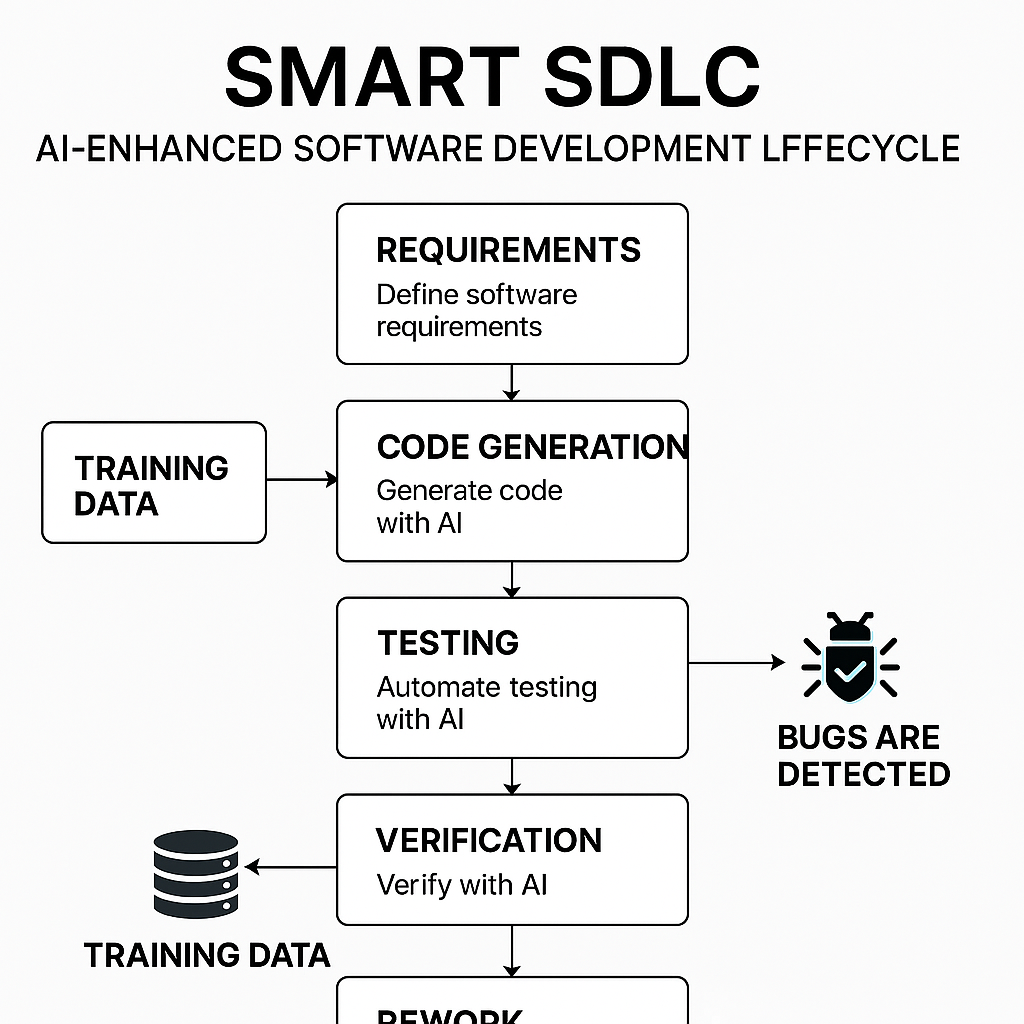 SMART SDLC
AI-ENHANCED SOFTWARE DEVELOPMENT LFFECYCLE
REQUIREMENTS
Define software
requirements
TRAINING
DATA
CODE GENERATION
Generate code
with AI
TESTING
Automate testing
with AI
BUGS ARE
DETECTED
VERIFICATION
Verify with AI
TRAINING DATA
REWORK